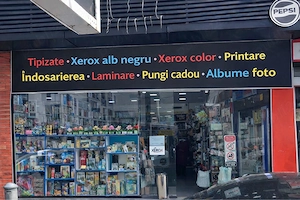 PEPSI
Tipizate • Xerox alb negru • Xerox color • Printare
Îndosarierea • Laminare • Pungi cadou • Albume foto